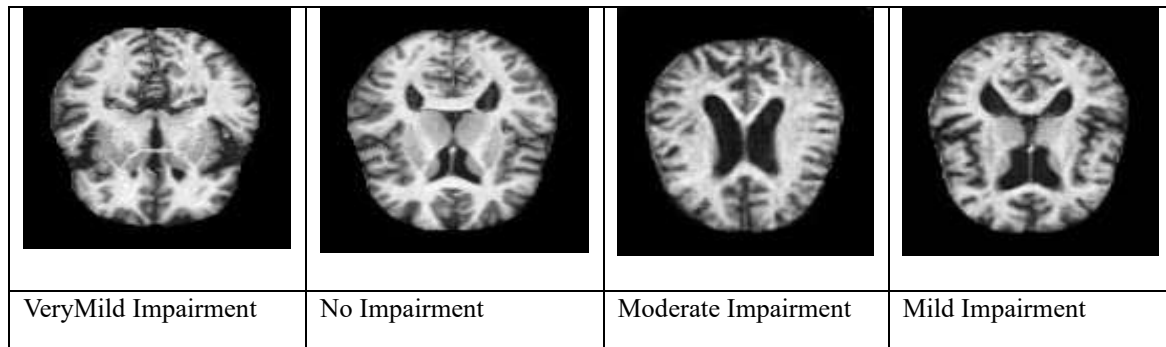 VeryMild Impairment
No Impairment
Moderate Impairment
Mild Impairment